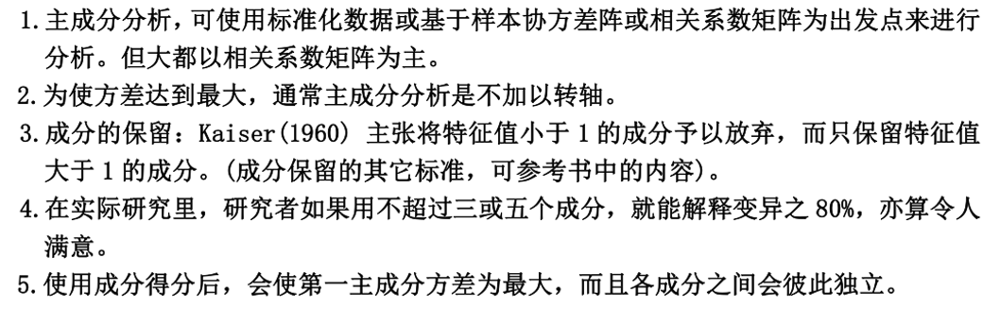 1. 主成分分析，可使用标准化数据或基于样本协方差阵或相关系数矩阵为出发点来进行
分析。但大都以相关系数矩阵为主。
2. 为使方差达到最大，通常主成分分析是不加以转轴。
3. 成分的保留：Kaiser(1960) 主张将特征值小于 1 的成分予以放弃，而只保留特征值
大于 1 的成分。(成分保留的其它标准，可参考书中的内容)。
4. 在实际研究里，研究者如果用不超过三或五个成分，就能解释变异之 80%，亦算令人
满意。
5. 使用成分得分后，会使第一主成分方差为最大，而且各成分之间会彼此独立。